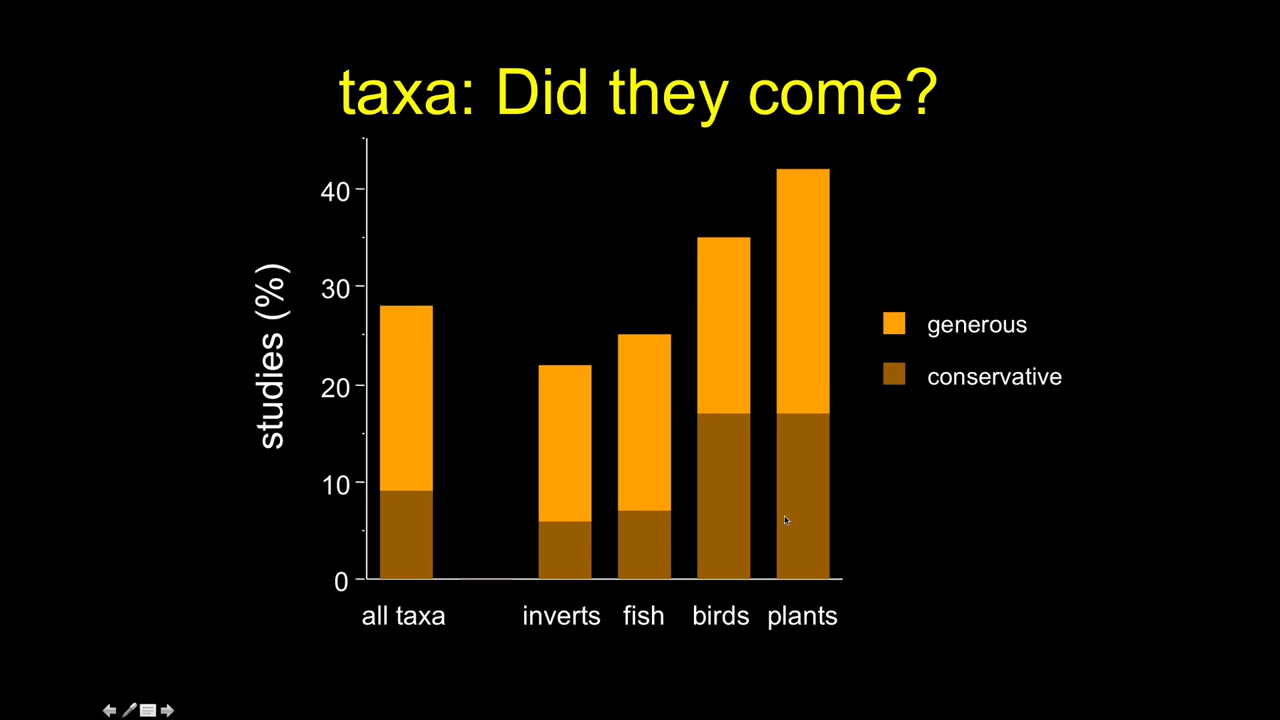 taxa: Did they come?
studies (%)
40
30
20
10
0
all taxa
inverts
fish
birds
plants
generous
conservative